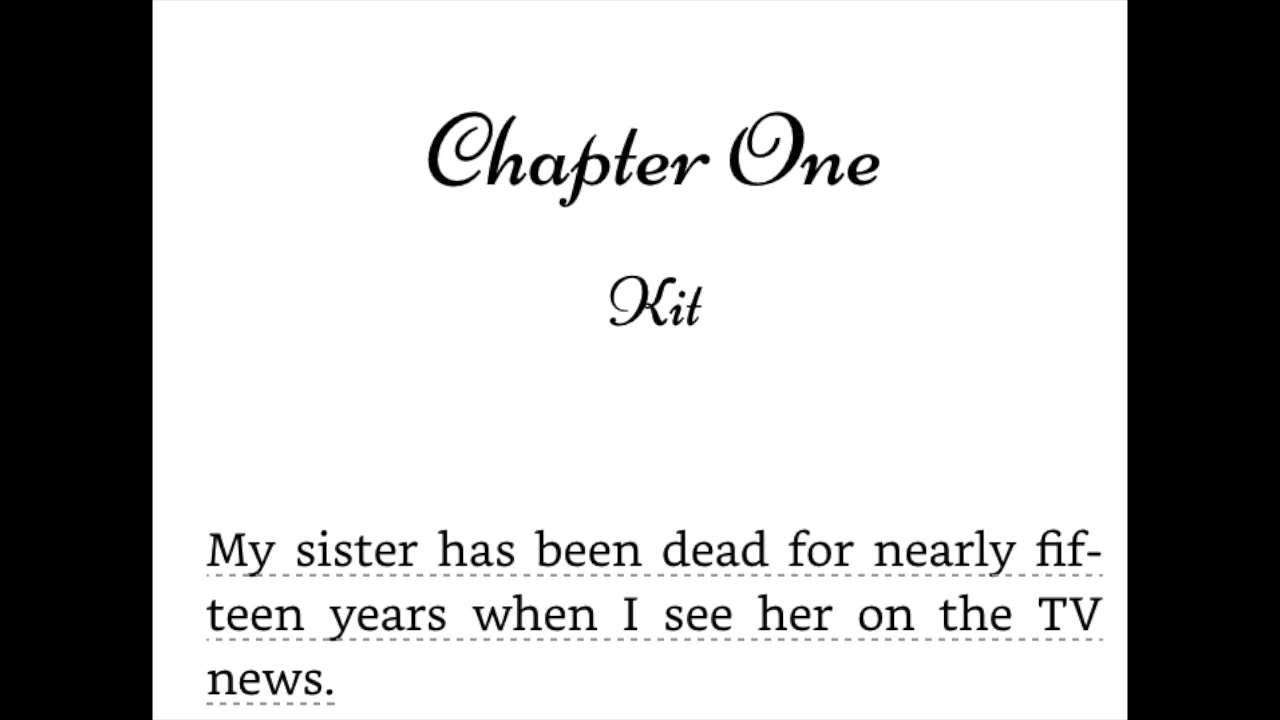 Chapter One
Kit
My sister has been dead for nearly fif-
teen years when I see her on the TV
news.